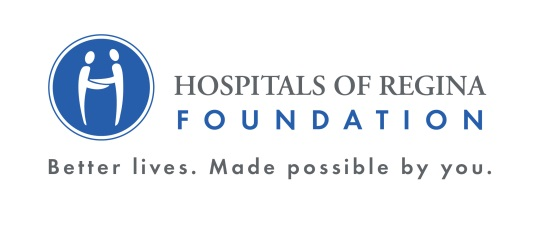 HOSPITALS OF REGINA
FOUNDATION
Better lives. Made possible by you.